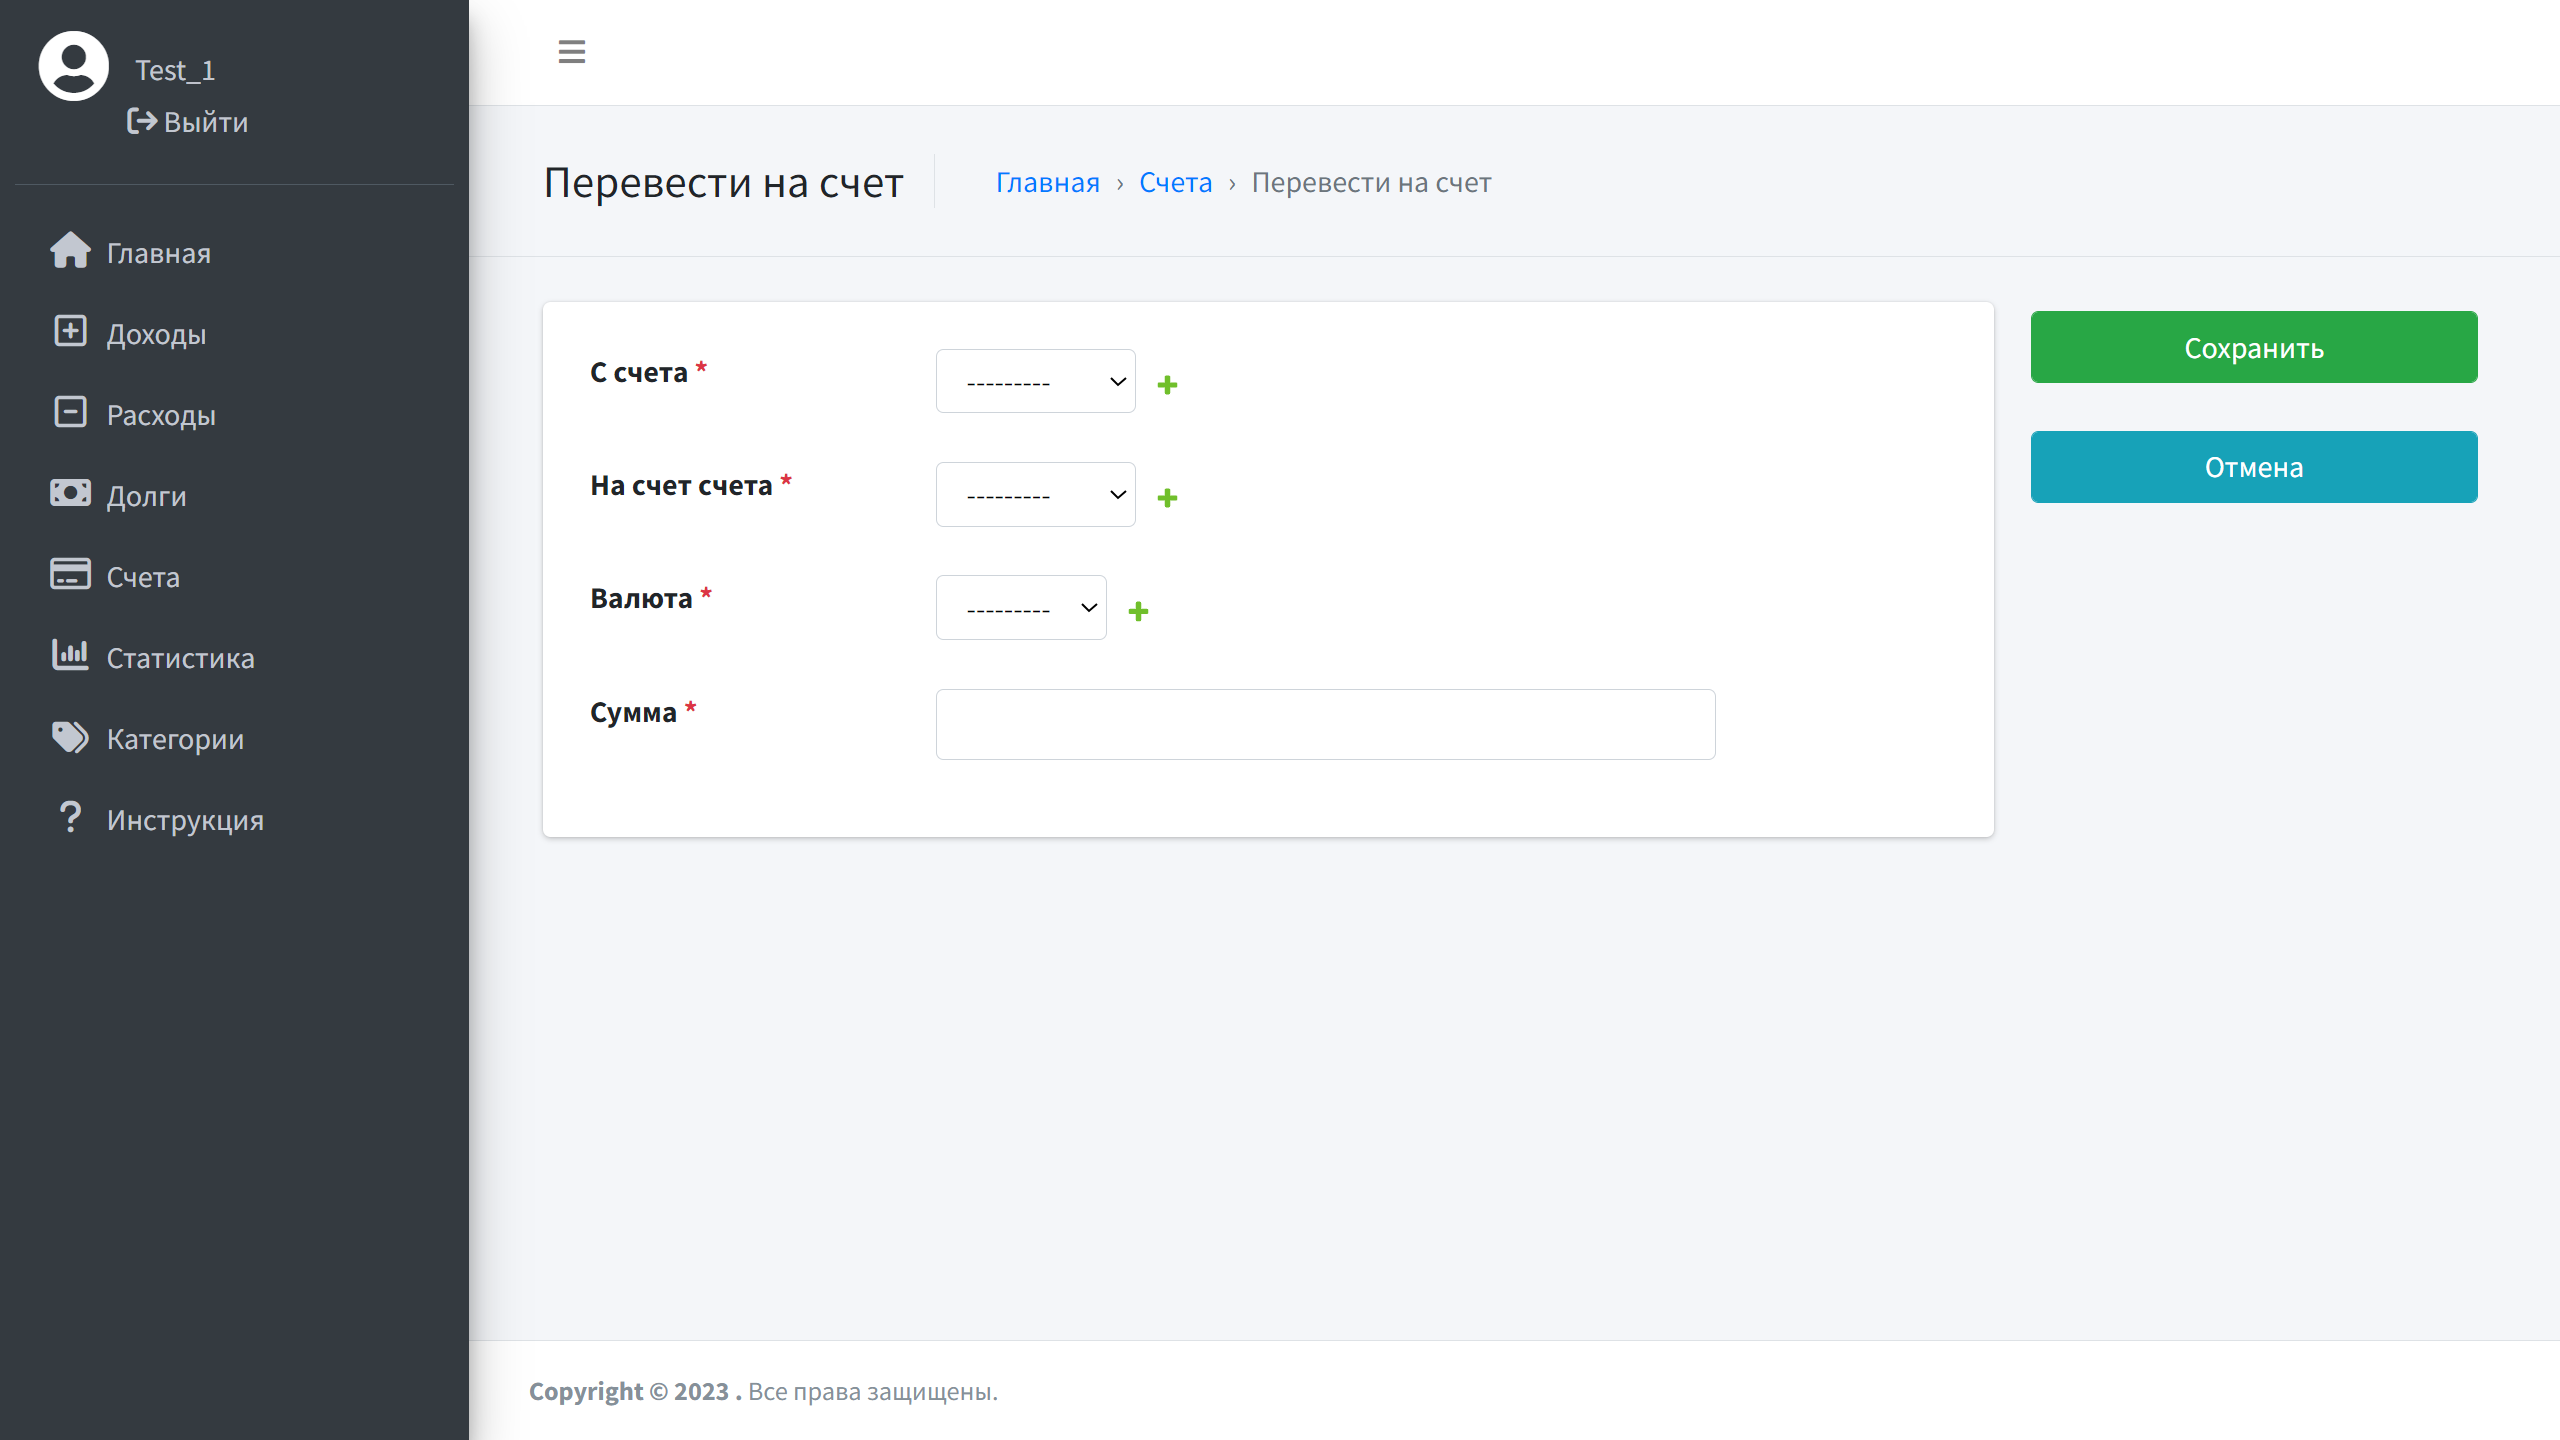 Test_1
Выйти
Главная
Доходы
Расходы
Долги
Счета
Статистика
Категории
Инструкция
Перевести на счет
Главная › Счета › Перевести на счет
С счета * ---------
На счет счета * ---------
Валюта * ---------
Сумма *
Сохранить
Отмена
Copyright © 2023 . Все права защищены.